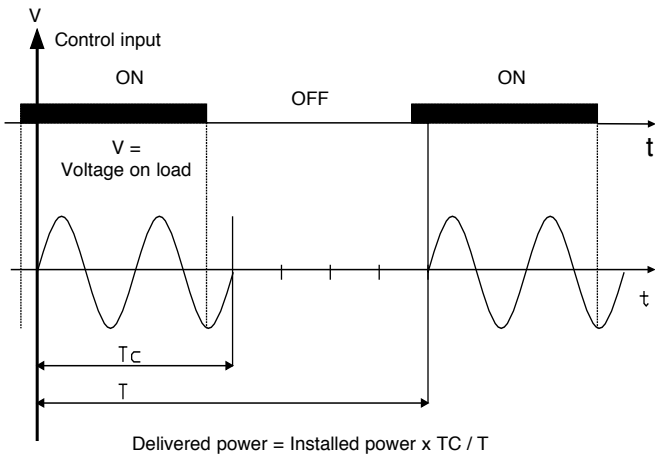 V
Control input
ON
OFF
ON
t
V =
Voltage on load
t
Tc
T
Delivered power = Installed power x TC / T